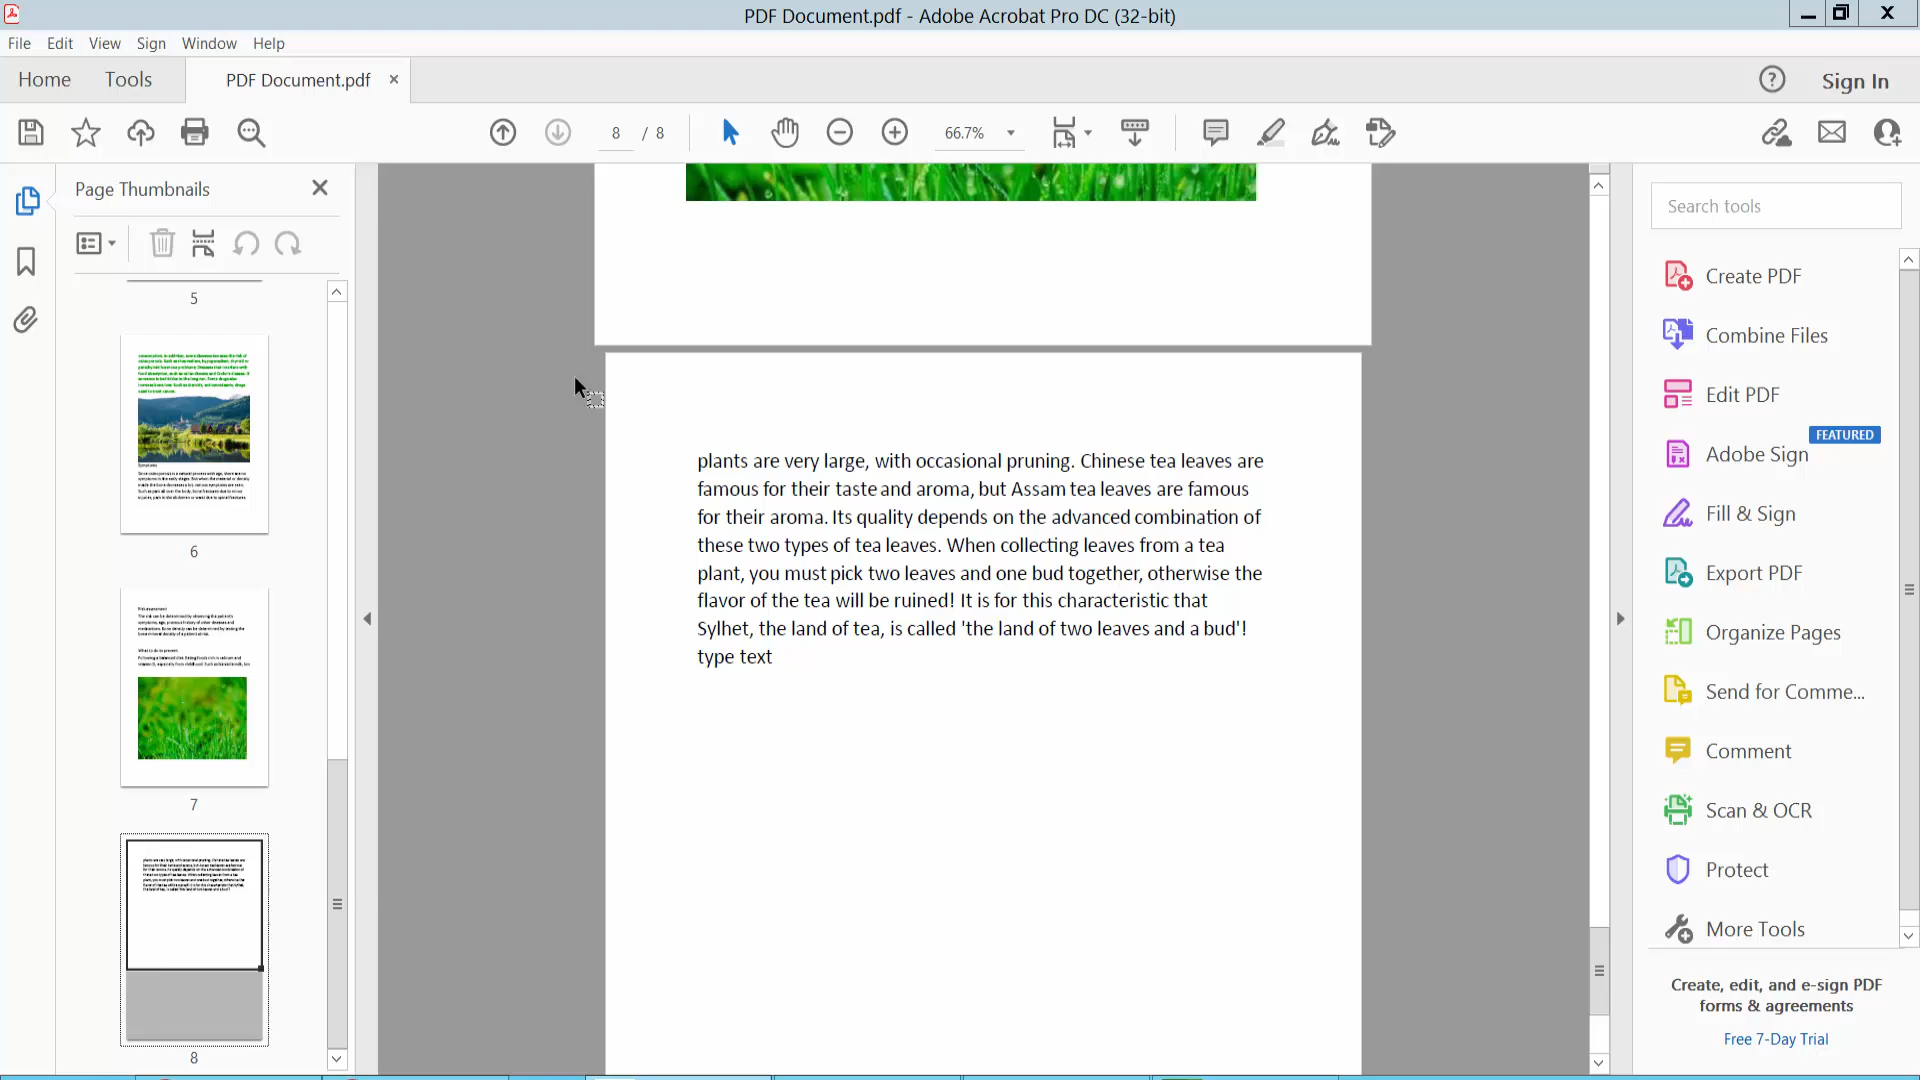 PDF Document.pdf - Adobe Acrobat Pro DC (32-bit)
File Edit View Sign Window Help
Home Tools PDF Document.pdf Sign In
8 / 8 66.7%
Page Thumbnails
5
6
7
8
plants are very large, with occasional pruning. Chinese tea leaves are
famous for their taste and aroma, but Assam tea leaves are famous
for their aroma. Its quality depends on the advanced combination of
these two types of tea leaves. When collecting leaves from a tea
plant, you must pick two leaves and one bud together, otherwise the
flavor of the tea will be ruined! It is for this characteristic that
Sylhet, the land of tea, is called 'the land of two leaves and a bud'!
type text
Search tools
Create PDF
Combine Files
Edit PDF
FEATURED
Adobe Sign
Fill & Sign
Export PDF
Organize Pages
Send for Comme...
Comment
Scan & OCR
Protect
More Tools
Create, edit, and e-sign PDF
forms & agreements
Free 7-Day Trial